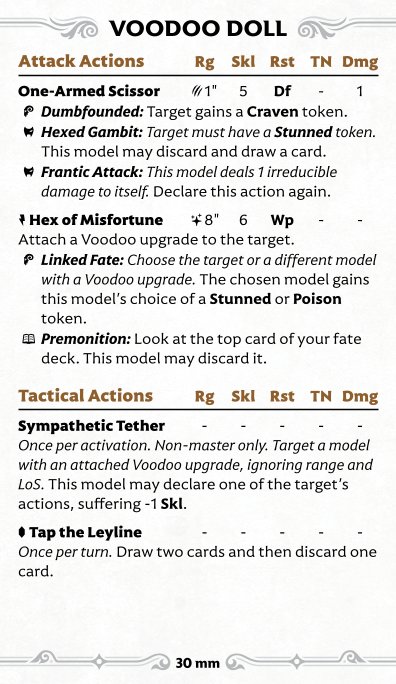 VOODOO DOLL
Attack Actions Rg Skl Rst TN Dmg
One-Armed Scissor 1" 5 Df - 1
Dumbfounded: Target gains a Craven token.
Hexed Gambit: Target must have a Stunned token.
This model may discard and draw a card.
Frantic Attack: This model deals 1 irreducible
damage to itself. Declare this action again.
Hex of Misfortune 8" 6 Wp - -
Attach a Voodoo upgrade to the target.
Linked Fate: Choose the target or a different model
with a Voodoo upgrade. The chosen model gains
this model's choice of a Stunned or Poison
token.
Premonition: Look at the top card of your fate
deck. This model may discard it.
Tactical Actions Rg Skl Rst TN Dmg
Sympathetic Tether - - - - -
Once per activation. Non-master only. Target a model
with an attached Voodoo upgrade, ignoring range and
LoS. This model may declare one of the target's
actions, suffering -1 Skl.
Tap the Leyline - - - - -
Once per turn. Draw two cards and then discard one
card.
30 mm